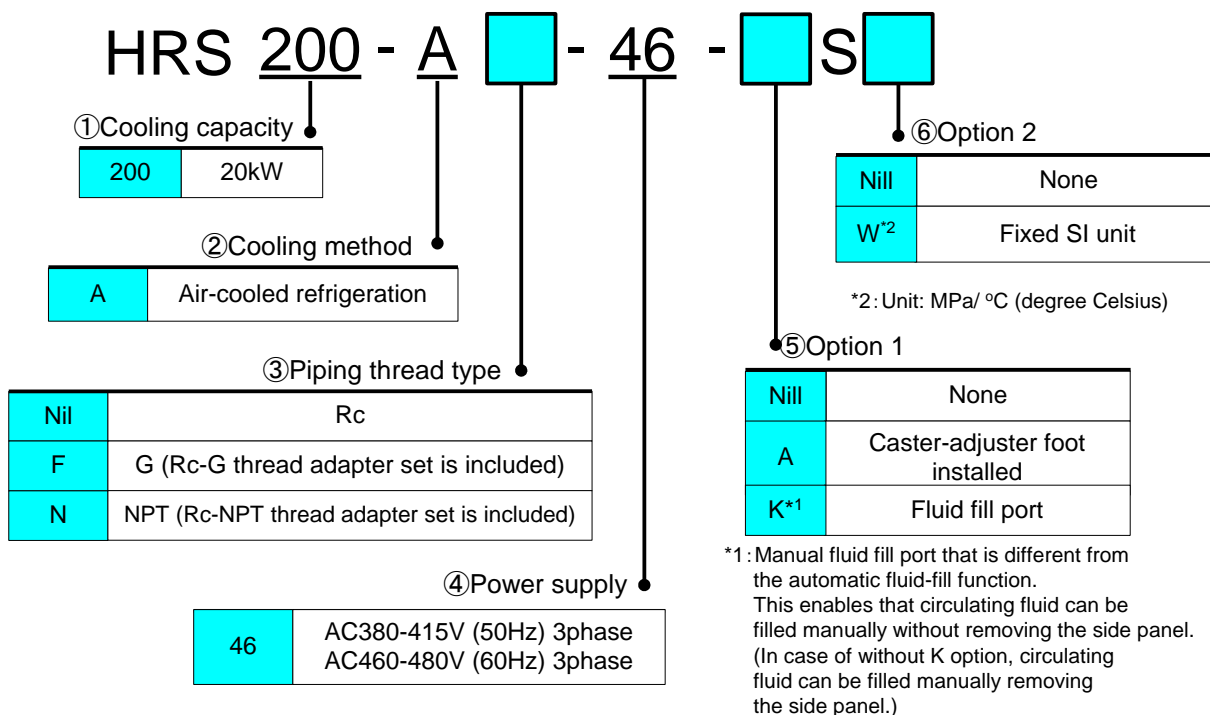 HRS 200 - A - 46 - S
①Cooling capacity
200 20kW
②Cooling method
A Air-cooled refrigeration
③Piping thread type
Nil Rc
F G (Rc-G thread adapter set is included)
N NPT (Rc-NPT thread adapter set is included)
④Power supply
46
AC380-415V (50Hz) 3phase
AC460-480V (60Hz) 3phase
⑥Option 2
Nill None
W*2 Fixed SI unit
*2:Unit: MPa/ ºC (degree Celsius)
⑤Option 1
Nill None
A
Caster-adjuster foot
installed
K*1 Fluid fill port
*1:Manual fluid fill port that is different from
the automatic fluid-fill function.
This enables that circulating fluid can be
filled manually without removing the side panel.
(In case of without K option, circulating
fluid can be filled manually removing
the side panel.)